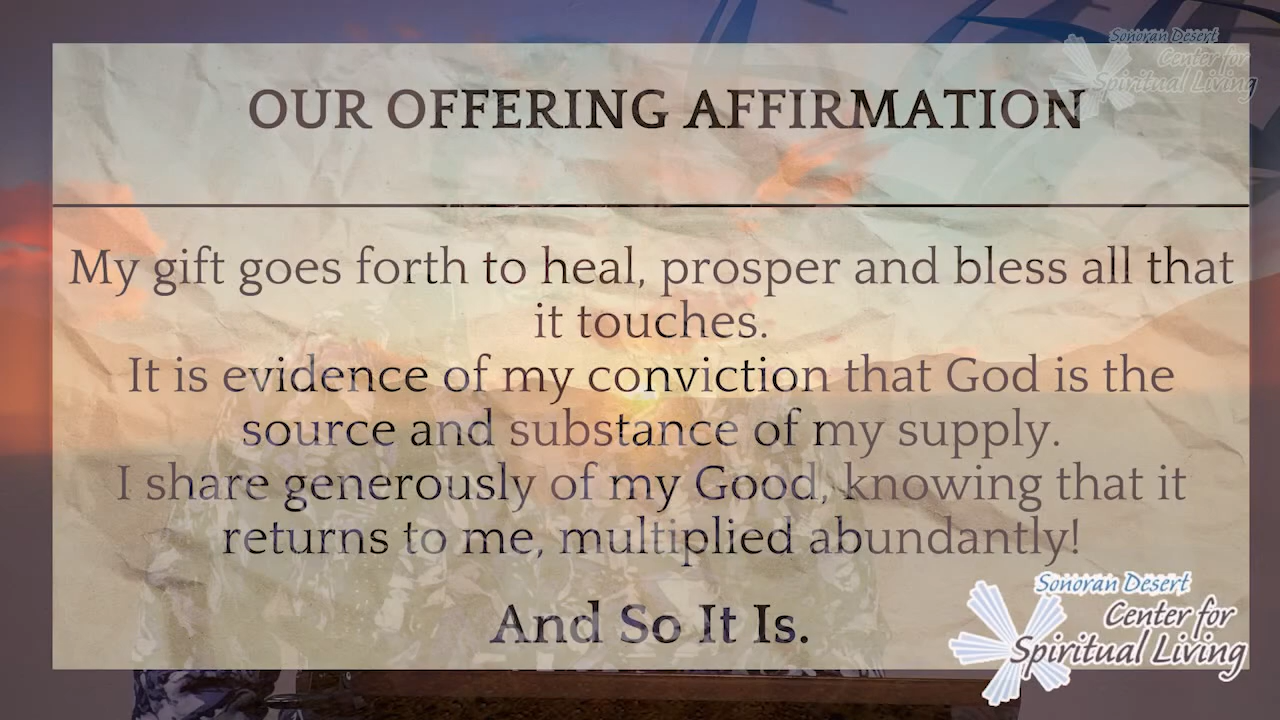 Sonoran Desert
Center for
Spiritual Living
OUR OFFERING AFFIRMATION
My gift goes forth to heal, prosper and bless all that
it touches.
It is evidence of my conviction that God is the
source and substance of my supply.
I share generously of my Good, knowing that it
returns to me, multiplied abundantly!
And So It Is.
Sonoran Desert
Center for
Spiritual Living